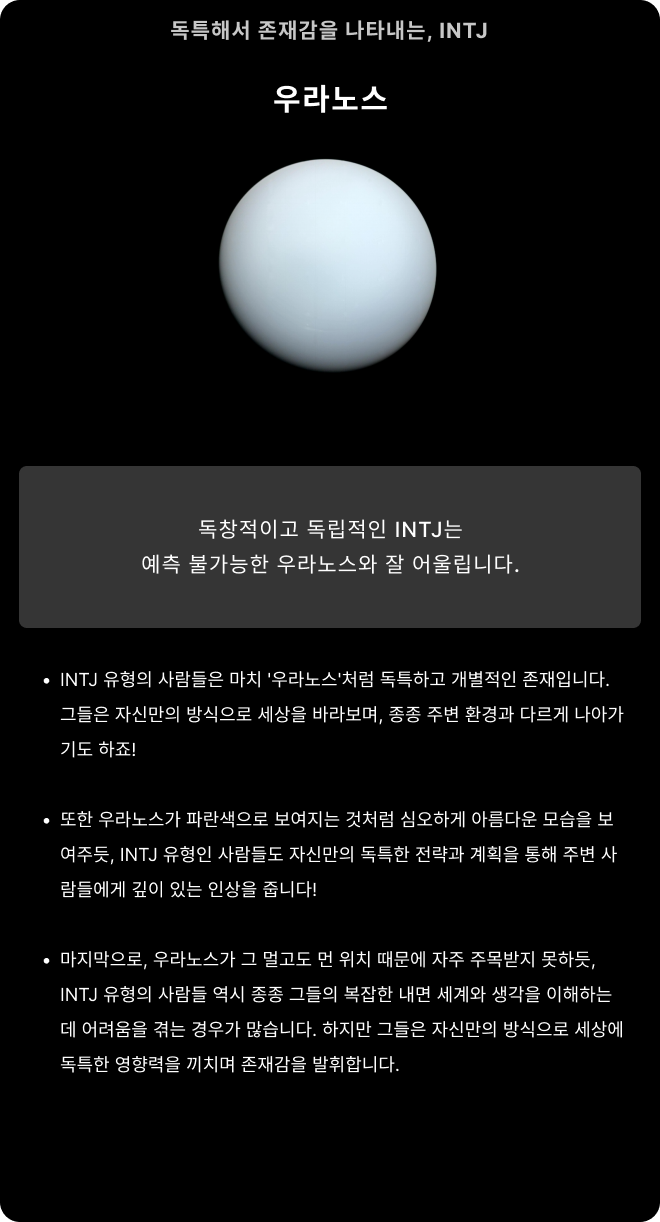 독특해서 존재감을 나타내는, INTJ
우라노스
독창적이고 독립적인 INTJ는
예측 불가능한 우라노스와 잘 어울립니다.
• INTJ 유형의 사람들은 마치 '우라노스'처럼 독특하고 개별적인 존재입니다.
그들은 자신만의 방식으로 세상을 바라보며, 종종 주변 환경과 다르게 나아가
기도 하죠!
• 또한 우라노스가 파란색으로 보여지는 것처럼 심오하게 아름다운 모습을 보
여주듯, INTJ 유형인 사람들도 자신만의 독특한 전략과 계획을 통해 주변 사
람들에게 깊이 있는 인상을 줍니다!
• 마지막으로, 우라노스가 그 멀고도 먼 위치 때문에 자주 주목받지 못하듯,
INTJ 유형의 사람들 역시 종종 그들의 복잡한 내면 세계와 생각을 이해하는
데 어려움을 겪는 경우가 많습니다. 하지만 그들은 자신만의 방식으로 세상에
독특한 영향력을 끼치며 존재감을 발휘합니다.